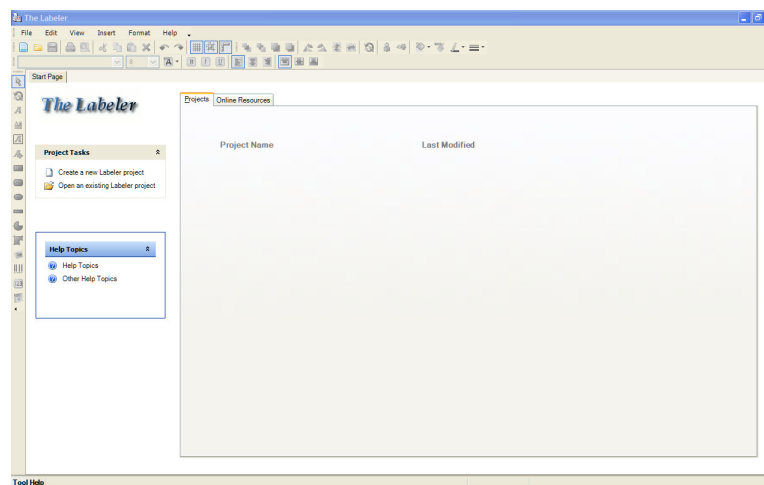 The Labeler
File Edit View Insert Format Help
Start Page
The Labeler
Project Tasks
Create a new Labeler project
Open an existing Labeler project
Help Topics
Help Topics
Other Help Topics
Projects Online Resources
Project Name Last Modified
Tool Help